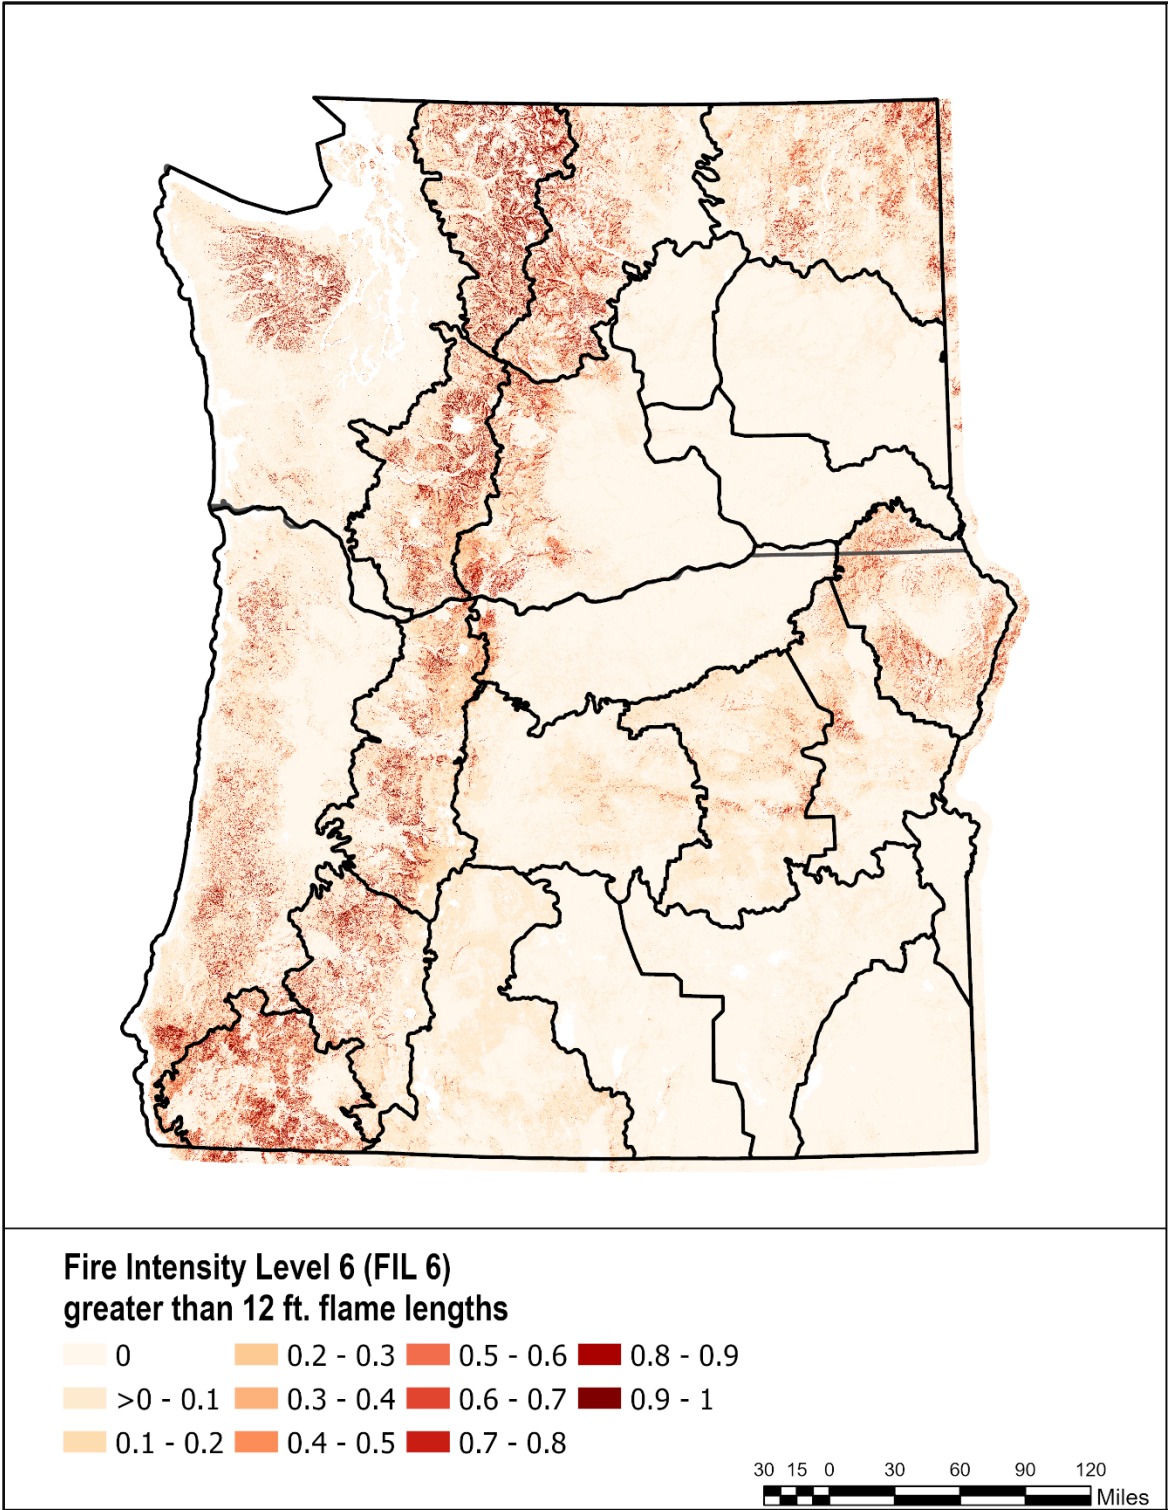 Fire Intensity Level 6 (FIL 6)
greater than 12 ft. flame lengths
0
>0 - 0.1
0.1 - 0.2
0.2 - 0.3
0.3 - 0.4
0.4 - 0.5
0.5 - 0.6
0.6 - 0.7
0.7 - 0.8
0.8 - 0.9
0.9 - 1
30 15 0 30 60 90 120
Miles